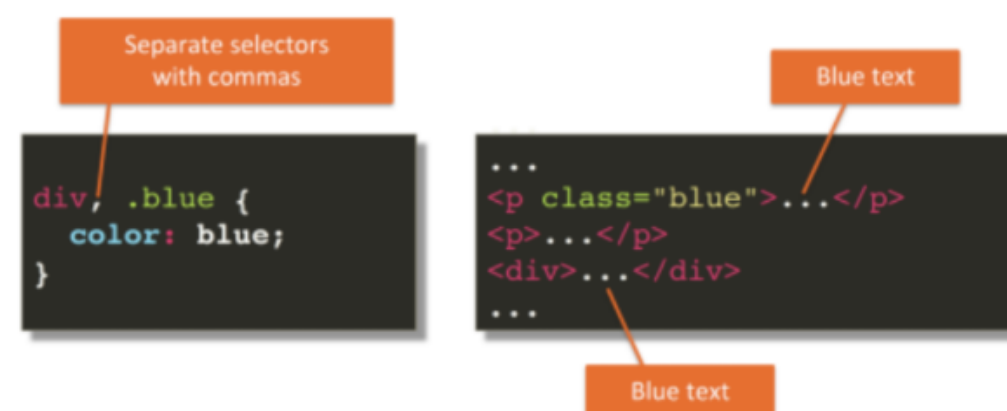 Separate selectors
with commas
div, .blue {
color: blue;
}
Blue text
...
<p class="blue">...</p>
<p>...</p>
<div>...</div>
...
Blue text